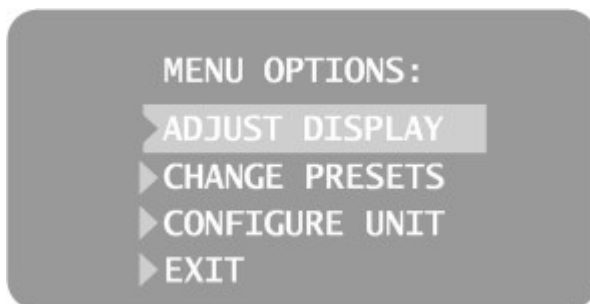 MENU OPTIONS:
ADJUST DISPLAY
CHANGE PRESETS
CONFIGURE UNIT
EXIT